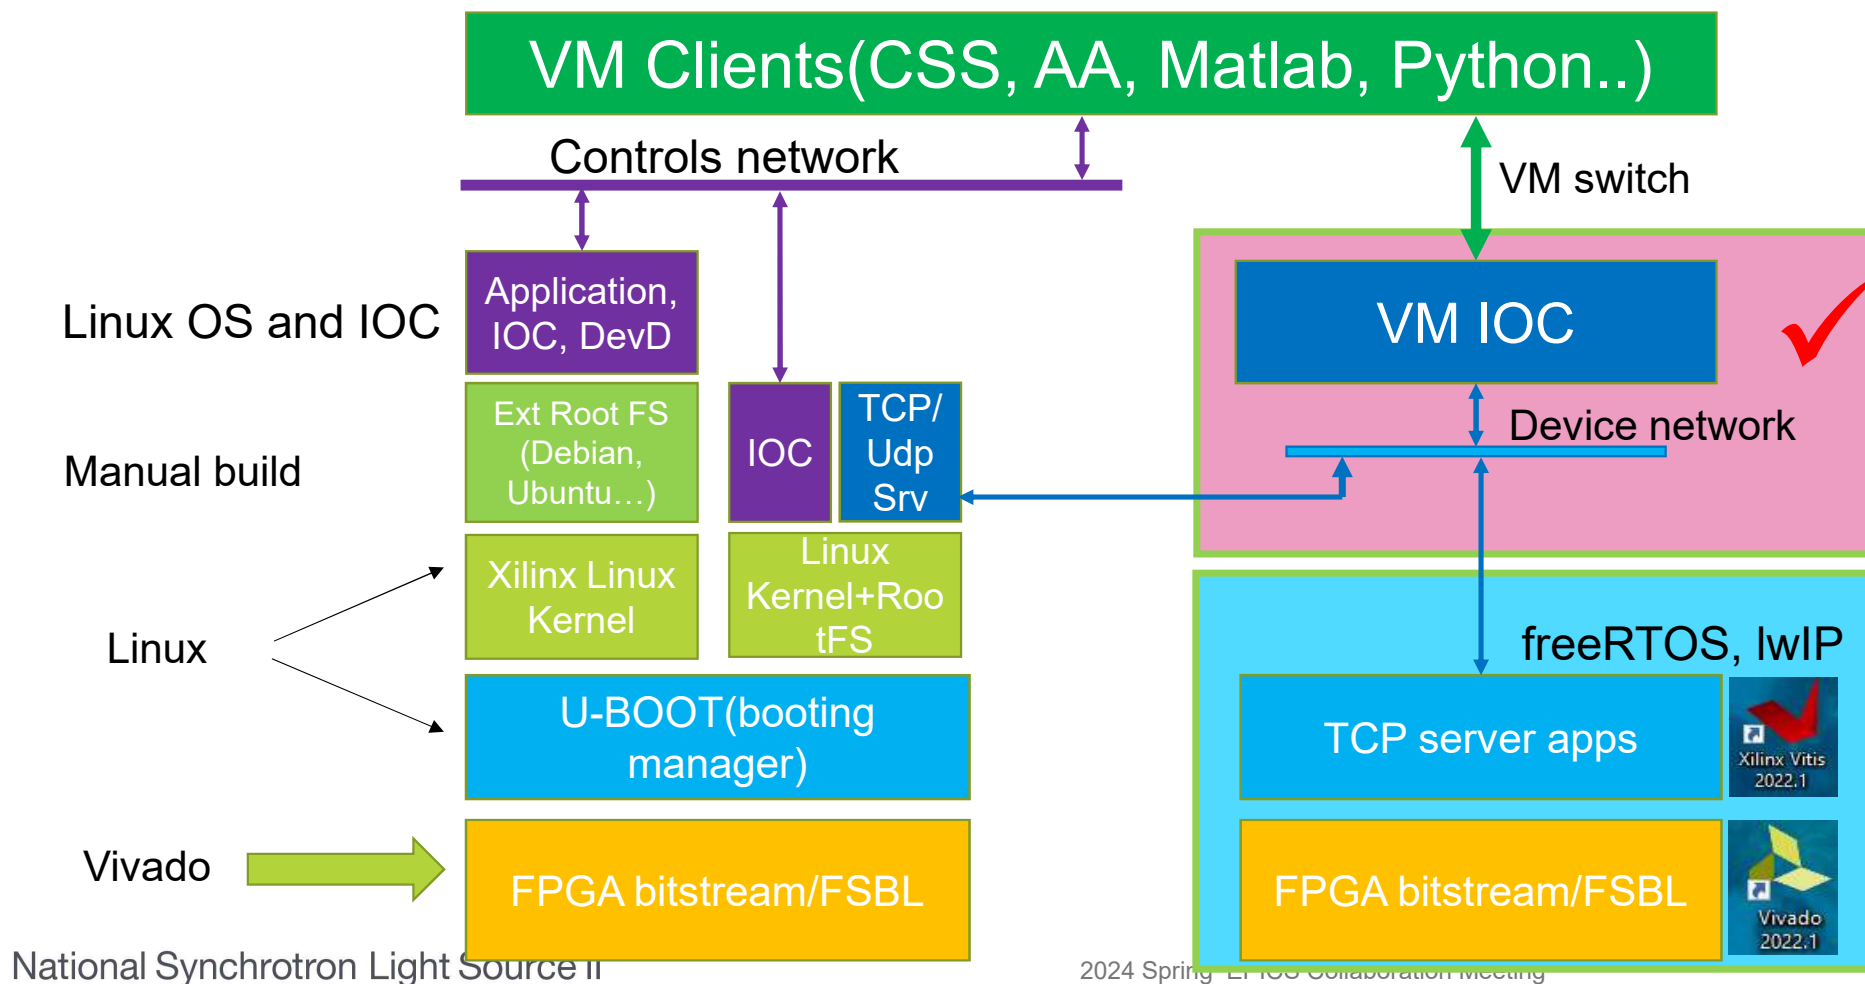 VM Clients(CSS, AA, Matlab, Python..)
Controls network
VM switch
Linux OS and IOC
Application,
IOC, DevD
VM IOC
Manual build
Ext Root FS
(Debian,
Ubuntu…)
IOC
TCP/
Udp
Srv
Device network
Linux
Xilinx Linux
Kernel
Linux
Kernel+Roo
tFS
freeRTOS, lwIP
U-BOOT(booting
manager)
TCP server apps
Xilinx Vitis
2022.1
Vivado
FPGA bitstream/FSBL
FPGA bitstream/FSBL
Vivado
2022.1
National Synchrotron Light Source II
2024 Spring EPICS Collaboration Meeting